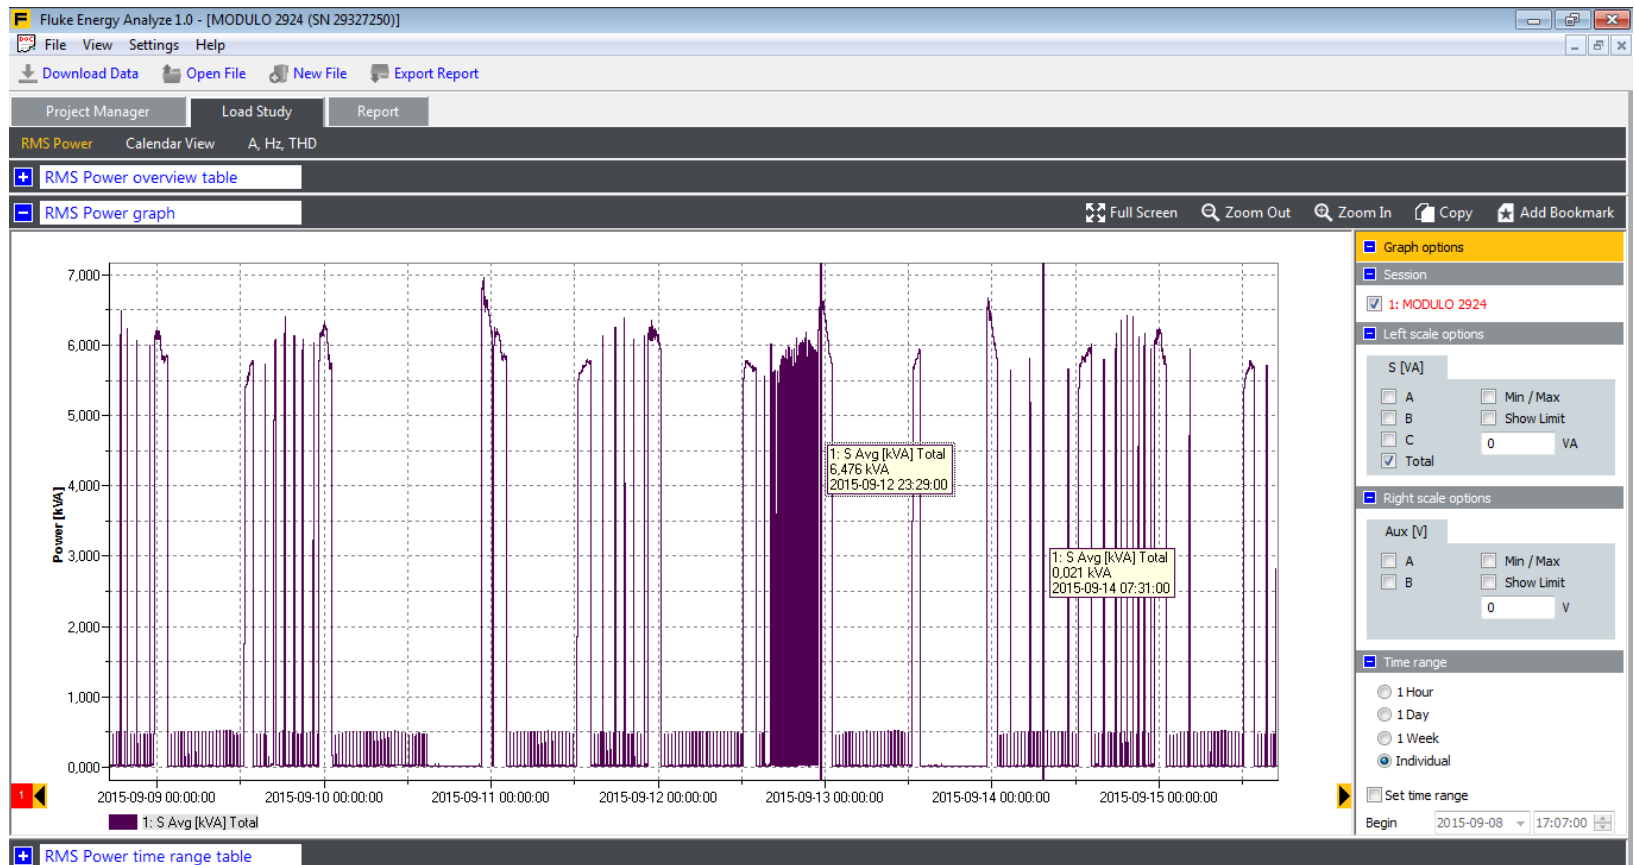 Fluke Energy Analyze 1.0 - [MODULO 2924 (SN 29327250)]
File View Settings Help
Download Data Open File New File Export Report
Project Manager Load Study Report
RMS Power Calendar View A, Hz, THD
RMS Power overview table
RMS Power graph Full Screen Zoom Out Zoom In Copy Add Bookmark
Graph options
Session
1: MODULO 2924
Left scale options
S [VA]
A Min / Max
B Show Limit
C 0 VA
Total
Right scale options
Aux [V]
A Min / Max
B Show Limit
0 V
Time range
1 Hour
1 Day
1 Week
Individual
Set time range
Begin 2015-09-08 17:07:00
Power [kVA]
7,000
6,000
5,000
4,000
3,000
2,000
1,000
0,000
1: S Avg [kVA] Total
6,476 kVA
2015-09-12 23:29:00
1: S Avg [kVA] Total
0,021 kVA
2015-09-14 07:31:00
1
2015-09-09 00:00:00 2015-09-10 00:00:00 2015-09-11 00:00:00 2015-09-12 00:00:00 2015-09-13 00:00:00 2015-09-14 00:00:00 2015-09-15 00:00:00
1: S Avg [kVA] Total
RMS Power time range table